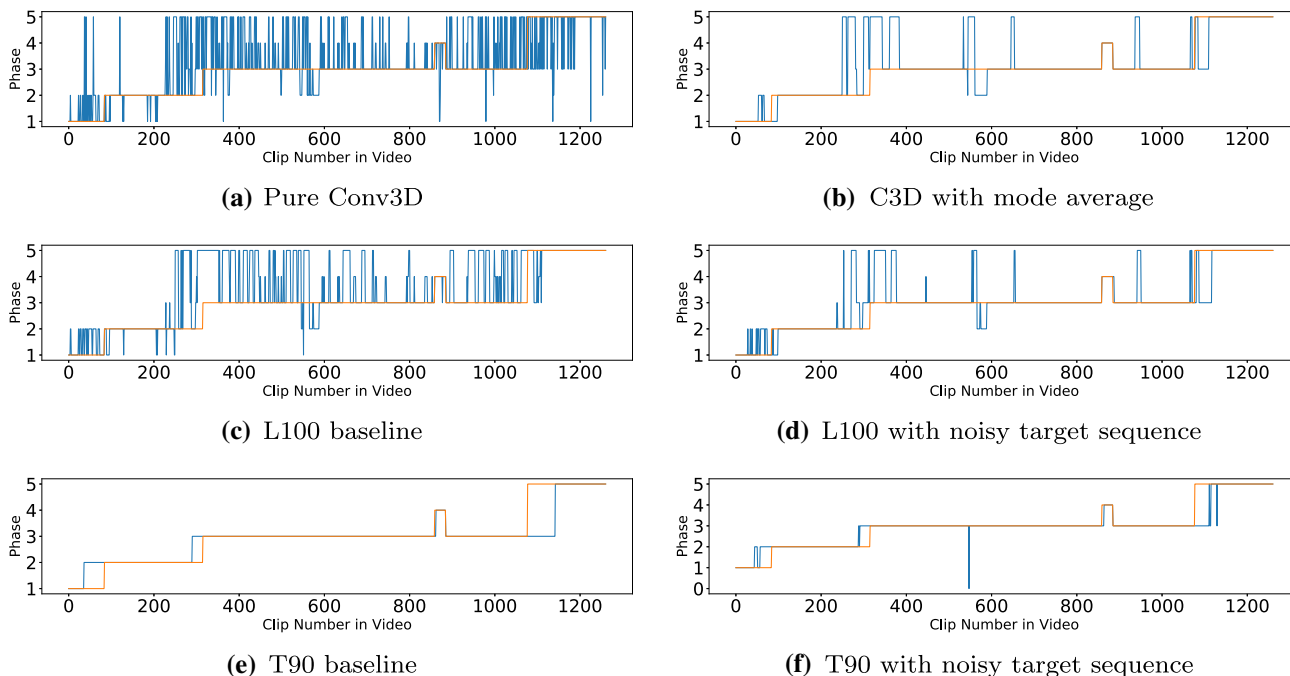 5
4
3
2
1
Phase
0 200 400 600 800 1000 1200
Clip Number in Video
(a) Pure Conv3D
5
4
3
2
1
Phase
0 200 400 600 800 1000 1200
Clip Number in Video
(b) C3D with mode average
5
4
3
2
1
Phase
0 200 400 600 800 1000 1200
Clip Number in Video
(c) L100 baseline
5
4
3
2
1
Phase
0 200 400 600 800 1000 1200
Clip Number in Video
(d) L100 with noisy target sequence
5
4
3
2
1
Phase
0 200 400 600 800 1000 1200
Clip Number in Video
(e) T90 baseline
5
4
3
2
1
0
Phase
0 200 400 600 800 1000 1200
Clip Number in Video
(f) T90 with noisy target sequence